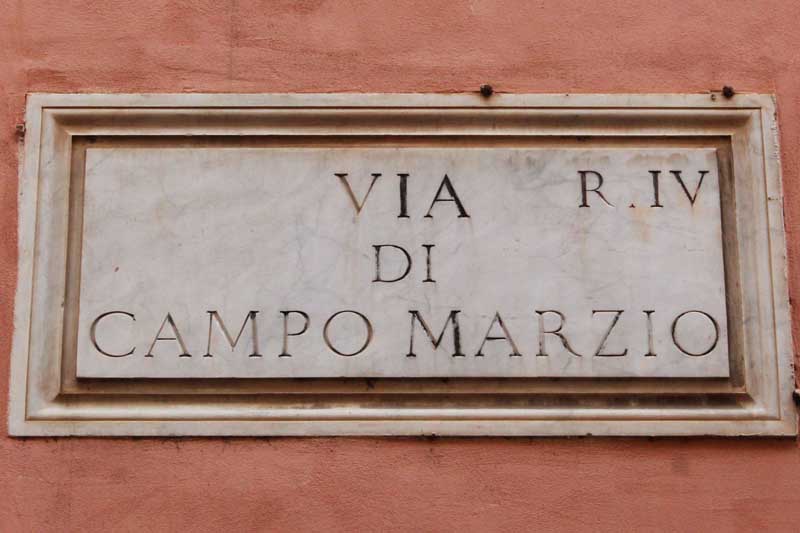 VIA R. IV
DI
CAMPO MARZIO